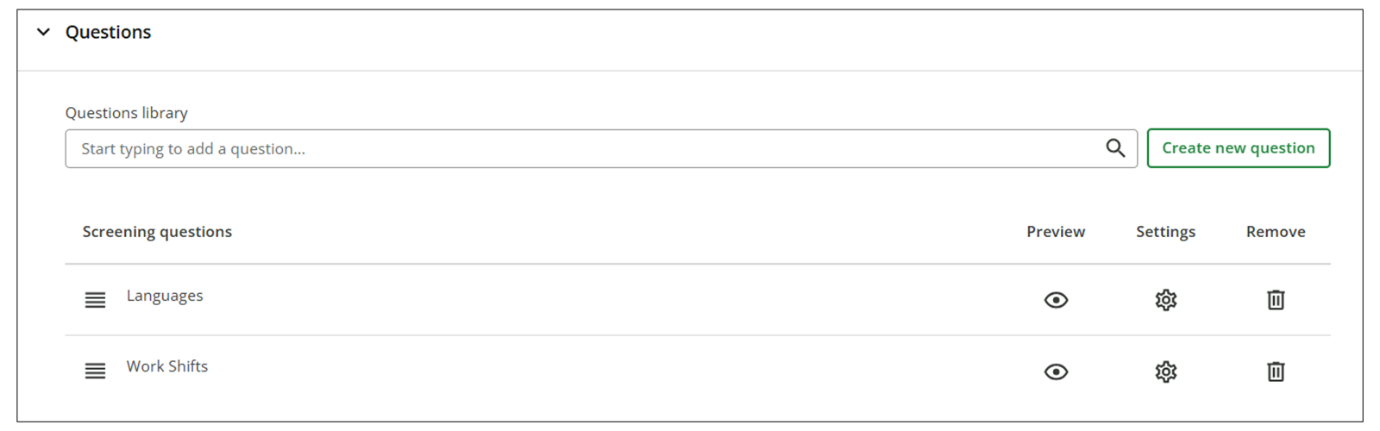 Questions
Questions library
Start typing to add a question...
Create new question
Screening questions Preview Settings Remove
Languages
Work Shifts